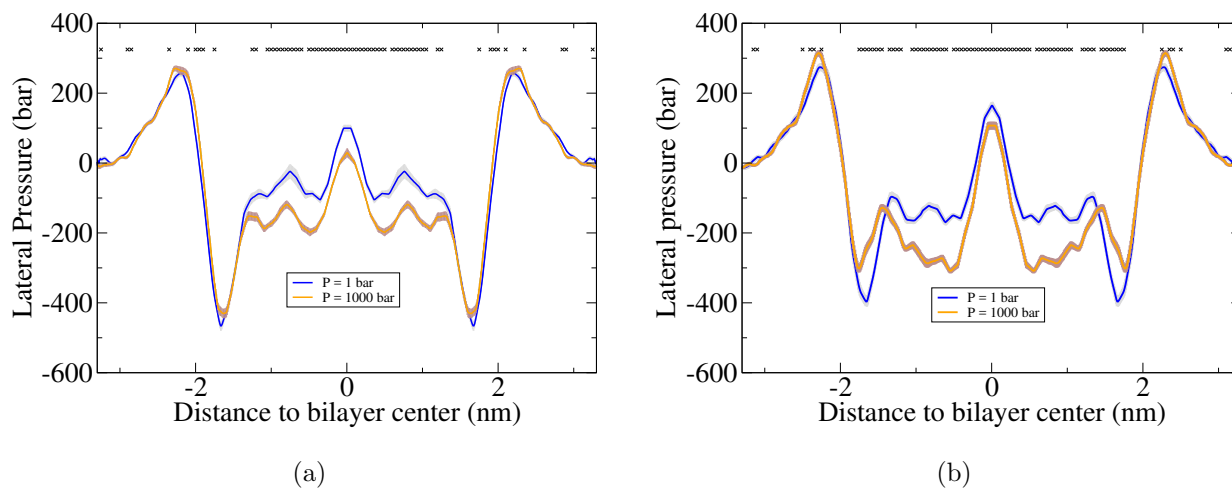 400
200
0
-200
-400
-600
Lateral Pressure (bar)
P = 1 bar
P = 1000 bar
-2 0 2
Distance to bilayer center (nm)
(a)
400
200
0
-200
-400
-600
Lateral pressure (bar)
P = 1 bar
P = 1000 bar
-2 0 2
Distance to bilayer center (nm)
(b)